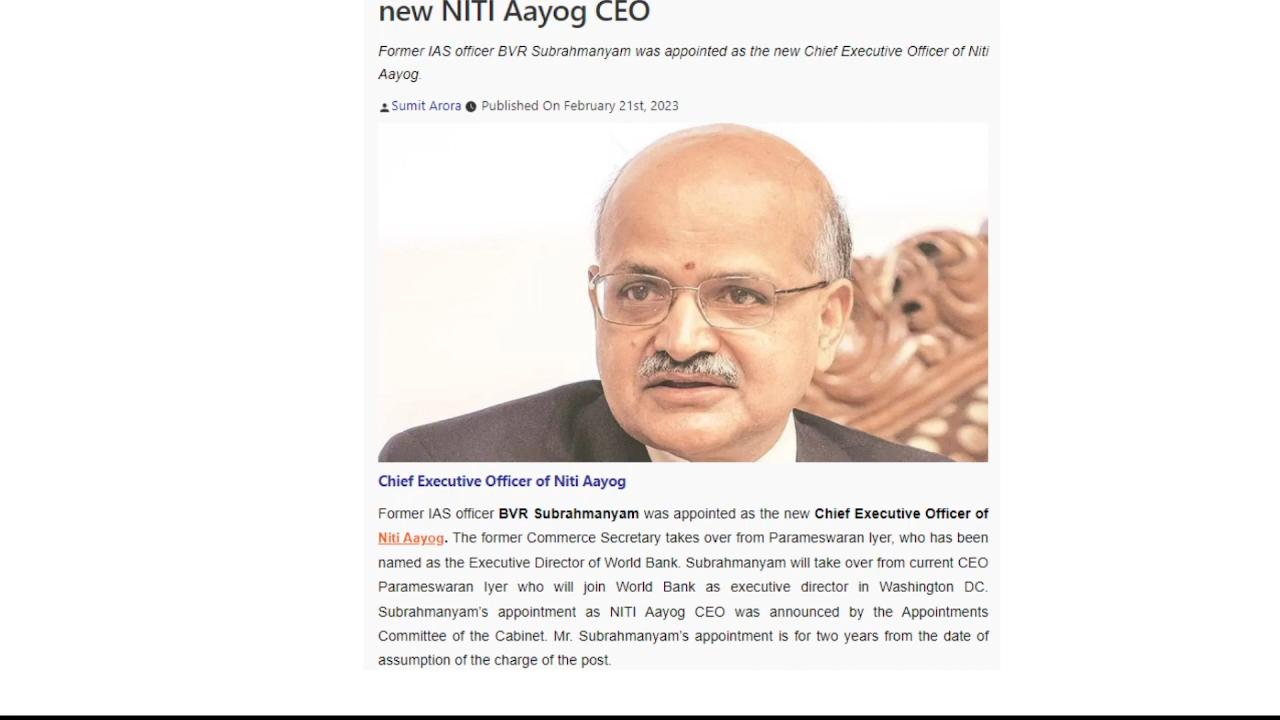 new NITI Aayog CEO
Former IAS officer BVR Subrahmanyam was appointed as the new Chief Executive Officer of Niti
Aayog.
Sumit Arora Published On February 21st, 2023
Chief Executive Officer of Niti Aayog
Former IAS officer BVR Subrahmanyam was appointed as the new Chief Executive Officer of
Niti Aayog. The former Commerce Secretary takes over from Parameswaran Iyer, who has been
named as the Executive Director of World Bank. Subrahmanyam will take over from current CEO
Parameswaran Iyer who will join World Bank as executive director in Washington DC.
Subrahmanyam's appointment as NITI Aayog CEO was announced by the Appointments
Committee of the Cabinet. Mr. Subrahmanyam's appointment is for two years from the date of
assumption of the charge of the post.